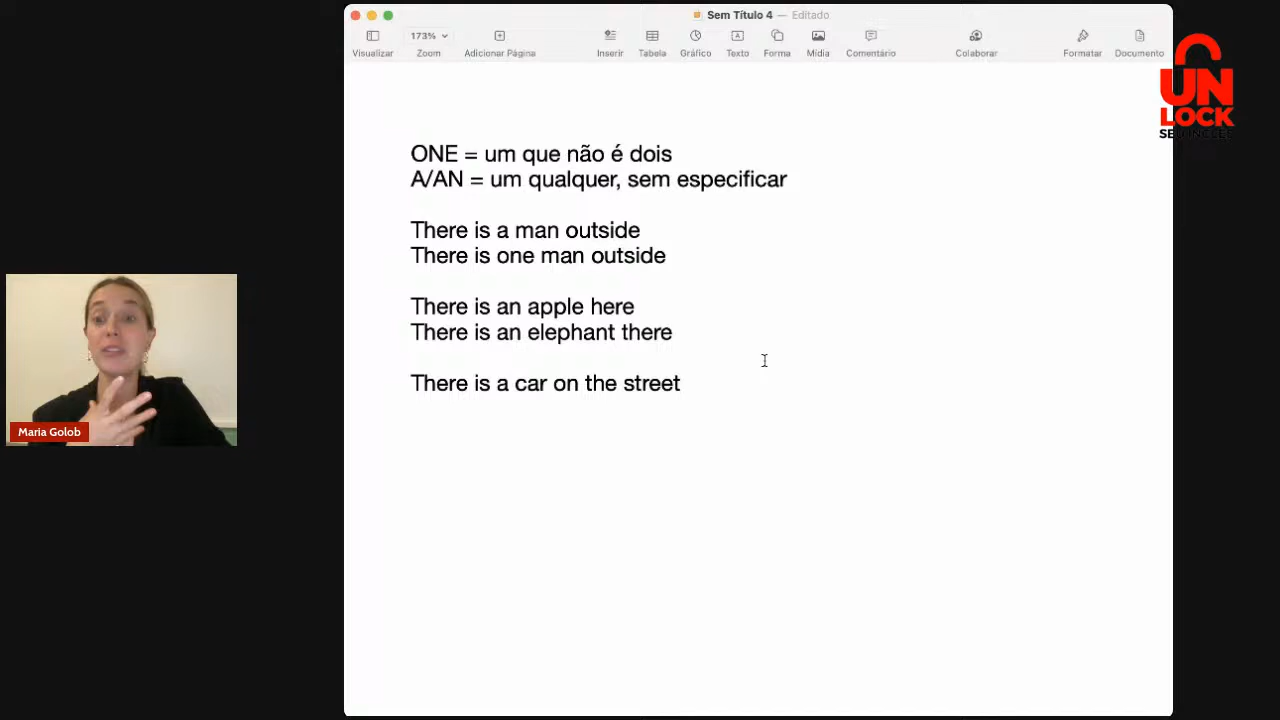 Sem Título 4 — Editado
173%
Visualizar Zoom Adicionar Página Inserir Tabela Gráfico Texto Forma Mídia Comentário Colaborar Formatar Documento
UN
LOCK
SEU INGLÊS
ONE = um que não é dois
A/AN = um qualquer, sem especificar
There is a man outside
There is one man outside
There is an apple here
There is an elephant there
There is a car on the street
Maria Golob